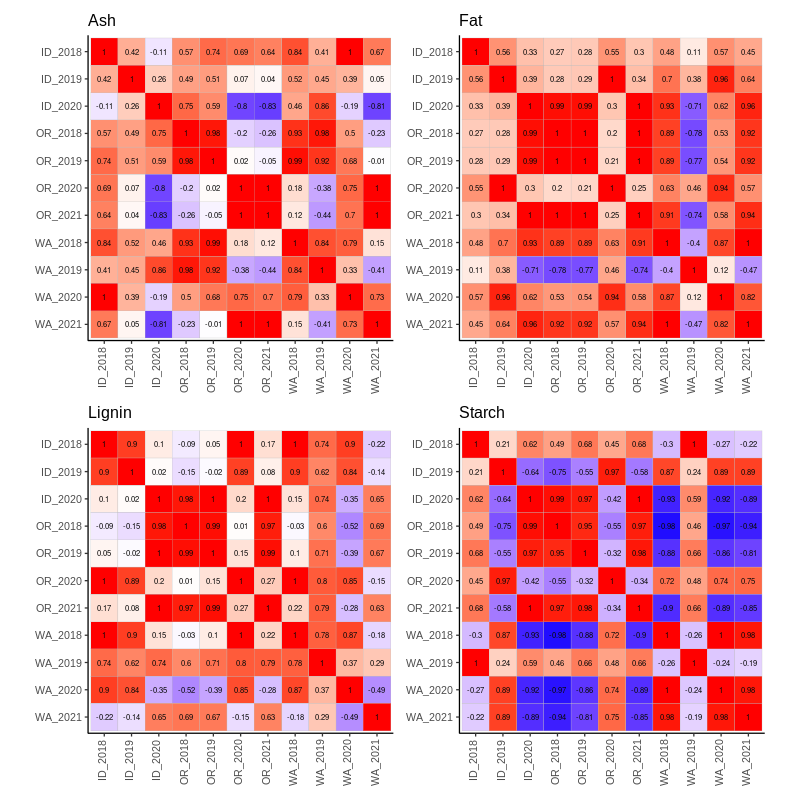 Ash
ID_2018 1 0.42 -0.11 0.57 0.74 0.69 0.64 0.84 0.41 1 0.67
ID_2019 0.42 1 0.26 0.49 0.51 0.07 0.04 0.52 0.45 0.39 0.05
ID_2020 -0.11 0.26 1 0.75 0.59 -0.8 -0.83 0.46 0.86 -0.19 -0.81
OR_2018 0.57 0.49 0.75 1 0.98 -0.2 -0.26 0.93 0.98 0.5 -0.23
OR_2019 0.74 0.51 0.59 0.98 1 0.02 -0.05 0.99 0.92 0.68 -0.01
OR_2020 0.69 0.07 -0.8 -0.2 0.02 1 1 0.18 -0.38 0.75 1
OR_2021 0.64 0.04 -0.83 -0.26 -0.05 1 1 0.12 -0.44 0.7 1
WA_2018 0.84 0.52 0.46 0.93 0.99 0.18 0.12 1 0.84 0.79 0.15
WA_2019 0.41 0.45 0.86 0.98 0.92 -0.38 -0.44 0.84 1 0.33 -0.41
WA_2020 1 0.39 -0.19 0.5 0.68 0.75 0.7 0.79 0.33 1 0.73
WA_2021 0.67 0.05 -0.81 -0.23 -0.01 1 1 0.15 -0.41 0.73 1
ID_2018 ID_2019 ID_2020 OR_2018 OR_2019 OR_2020 OR_2021 WA_2018 WA_2019 WA_2020 WA_2021
Fat
ID_2018 1 0.56 0.33 0.27 0.28 0.55 0.3 0.48 0.11 0.57 0.45
ID_2019 0.56 1 0.39 0.28 0.29 1 0.34 0.7 0.38 0.96 0.64
ID_2020 0.33 0.39 1 0.99 0.99 0.3 1 0.93 -0.71 0.62 0.96
OR_2018 0.27 0.28 0.99 1 1 0.2 1 0.89 -0.78 0.53 0.92
OR_2019 0.28 0.29 0.99 1 1 0.21 1 0.89 -0.77 0.54 0.92
OR_2020 0.55 1 0.3 0.2 0.21 1 0.25 0.63 0.46 0.94 0.57
OR_2021 0.3 0.34 1 1 1 0.25 1 0.91 -0.74 0.58 0.94
WA_2018 0.48 0.7 0.93 0.89 0.89 0.63 0.91 1 -0.4 0.87 1
WA_2019 0.11 0.38 -0.71 -0.78 -0.77 0.46 -0.74 -0.4 1 0.12 -0.47
WA_2020 0.57 0.96 0.62 0.53 0.54 0.94 0.58 0.87 0.12 1 0.82
WA_2021 0.45 0.64 0.96 0.92 0.92 0.57 0.94 1 -0.47 0.82 1
ID_2018 ID_2019 ID_2020 OR_2018 OR_2019 OR_2020 OR_2021 WA_2018 WA_2019 WA_2020 WA_2021
Lignin
ID_2018 1 0.9 0.1 -0.09 0.05 1 0.17 1 0.74 0.9 -0.22
ID_2019 0.9 1 0.02 -0.15 -0.02 0.89 0.08 0.9 0.62 0.84 -0.14
ID_2020 0.1 0.02 1 0.98 1 0.2 1 0.15 0.74 -0.35 0.65
OR_2018 -0.09 -0.15 0.98 1 0.99 0.01 0.97 -0.03 0.6 -0.52 0.69
OR_2019 0.05 -0.02 1 0.99 1 0.15 0.99 0.1 0.71 -0.39 0.67
OR_2020 1 0.89 0.2 0.01 0.15 1 0.27 1 0.8 0.85 -0.15
OR_2021 0.17 0.08 1 0.97 0.99 0.27 1 0.22 0.79 -0.28 0.63
WA_2018 1 0.9 0.15 -0.03 0.1 1 0.22 1 0.78 0.87 -0.18
WA_2019 0.74 0.62 0.74 0.6 0.71 0.8 0.79 0.78 1 0.37 0.29
WA_2020 0.9 0.84 -0.35 -0.52 -0.39 0.85 -0.28 0.87 0.37 1 -0.49
WA_2021 -0.22 -0.14 0.65 0.69 0.67 -0.15 0.63 -0.18 0.29 -0.49 1
ID_2018 ID_2019 ID_2020 OR_2018 OR_2019 OR_2020 OR_2021 WA_2018 WA_2019 WA_2020 WA_2021
Starch
ID_2018 1 0.21 0.62 0.49 0.68 0.45 0.68 -0.3 1 -0.27 -0.22
ID_2019 0.21 1 -0.64 -0.75 -0.55 0.97 -0.58 0.87 0.24 0.89 0.89
ID_2020 0.62 -0.64 1 0.99 0.97 -0.42 1 -0.93 0.59 -0.92 -0.89
OR_2018 0.49 -0.75 0.99 1 0.95 -0.55 0.97 -0.98 0.46 -0.97 -0.94
OR_2019 0.68 -0.55 0.97 0.95 1 -0.32 0.98 -0.88 0.66 -0.86 -0.81
OR_2020 0.45 0.97 -0.42 -0.55 -0.32 1 -0.34 0.72 0.48 0.74 0.75
OR_2021 0.68 -0.58 1 0.97 0.98 -0.34 1 -0.9 0.66 -0.89 -0.85
WA_2018 -0.3 0.87 -0.93 -0.98 -0.88 0.72 -0.9 1 -0.26 1 0.98
WA_2019 1 0.24 0.59 0.46 0.66 0.48 0.66 -0.26 1 -0.24 -0.19
WA_2020 -0.27 0.89 -0.92 -0.97 -0.86 0.74 -0.89 1 -0.24 1 0.98
WA_2021 -0.22 0.89 -0.89 -0.94 -0.81 0.75 -0.85 0.98 -0.19 0.98 1
ID_2018 ID_2019 ID_2020 OR_2018 OR_2019 OR_2020 OR_2021 WA_2018 WA_2019 WA_2020 WA_2021